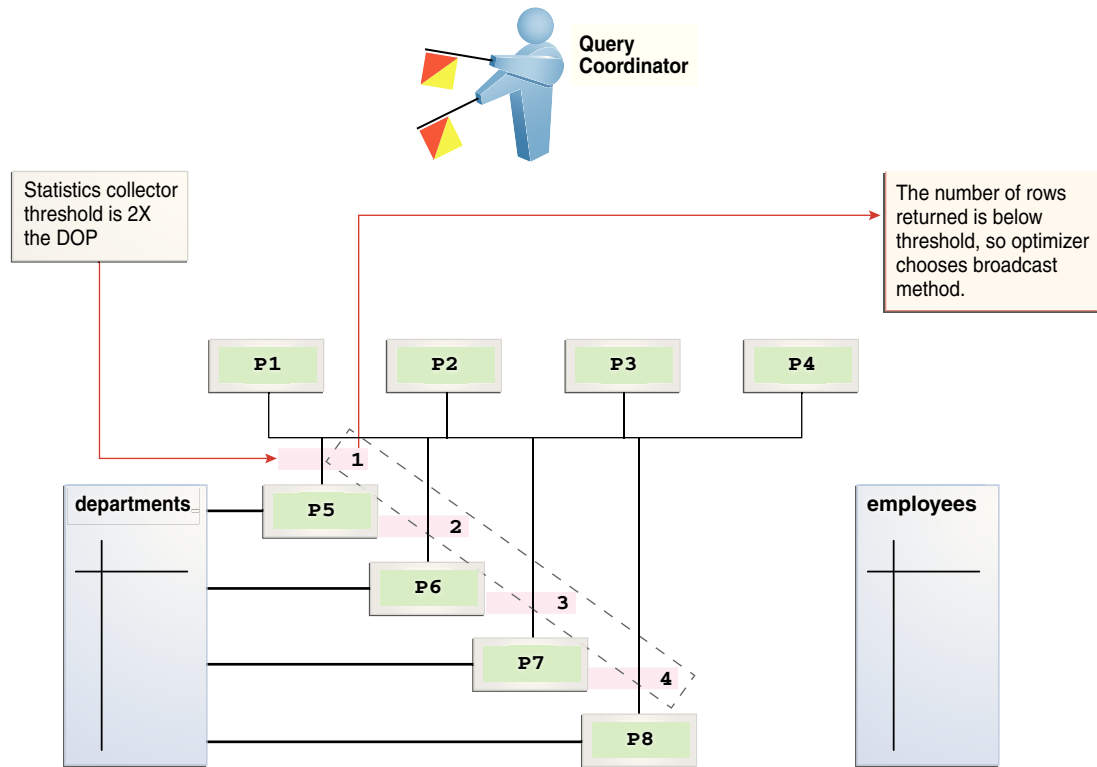 Query
Coordinator
Statistics collector
threshold is 2X
the DOP
The number of rows
returned is below
threshold, so optimizer
chooses broadcast
method.
P1
P2
P3
P4
1
departments
P5
employees
2
P6
3
P7
4
P8